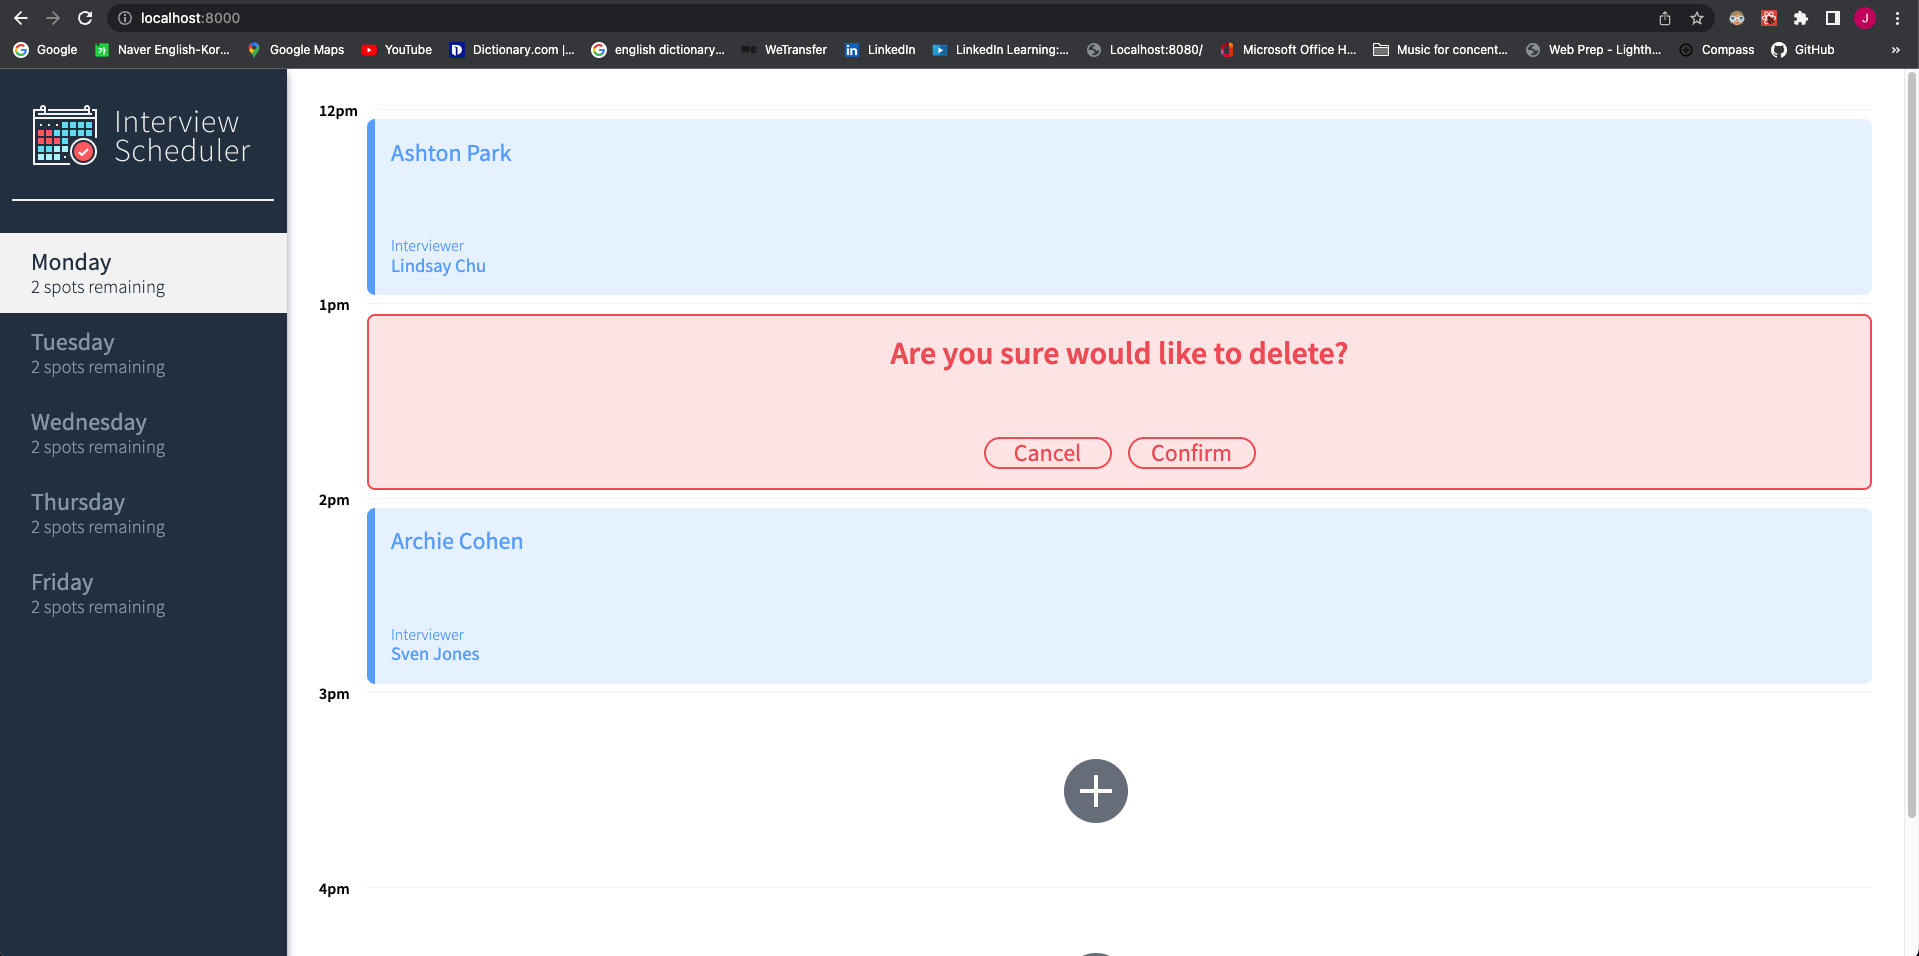 localhost:8000
J
Google
Naver English-Kor...
Google Maps
YouTube
Dictionary.com |...
english dictionary...
WeTransfer
LinkedIn
LinkedIn Learning:...
Localhost:8080/
Microsoft Office H...
Music for concent...
Web Prep - Lighth...
Compass
GitHub
»
Interview
Scheduler
Monday
2 spots remaining
Tuesday
2 spots remaining
Wednesday
2 spots remaining
Thursday
2 spots remaining
Friday
2 spots remaining
12pm
Ashton Park
Interviewer
Lindsay Chu
1pm
Are you sure would like to delete?
Cancel
Confirm
2pm
Archie Cohen
Interviewer
Sven Jones
3pm
4pm